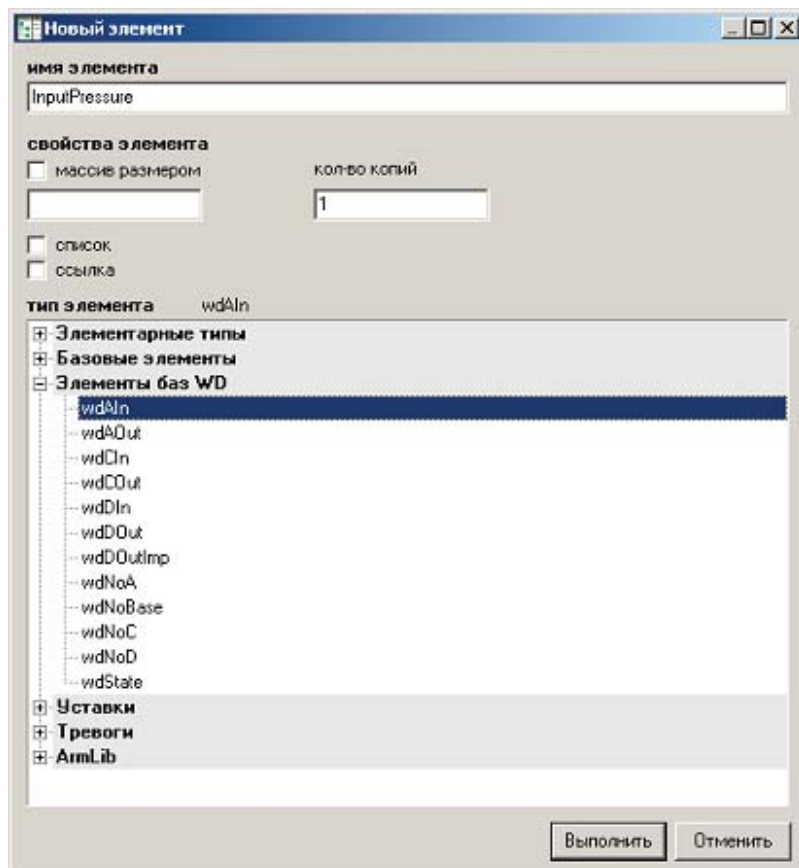 Новый элемент
имя элемента
InputPressure
свойства элемента
массив размером кол-во копий
1
список
ссылка
тип элемента wdAIn
Элементарные типы
Базовые элементы
Элементы баз WD
wdAIn
wdAOut
wdCIn
wdCOut
wdDIn
wdDOut
wdDOutImp
wdNoA
wdNoBase
wdNoC
wdNoD
wdState
Уставки
Тревоги
ArmLib
Выполнить Отменить